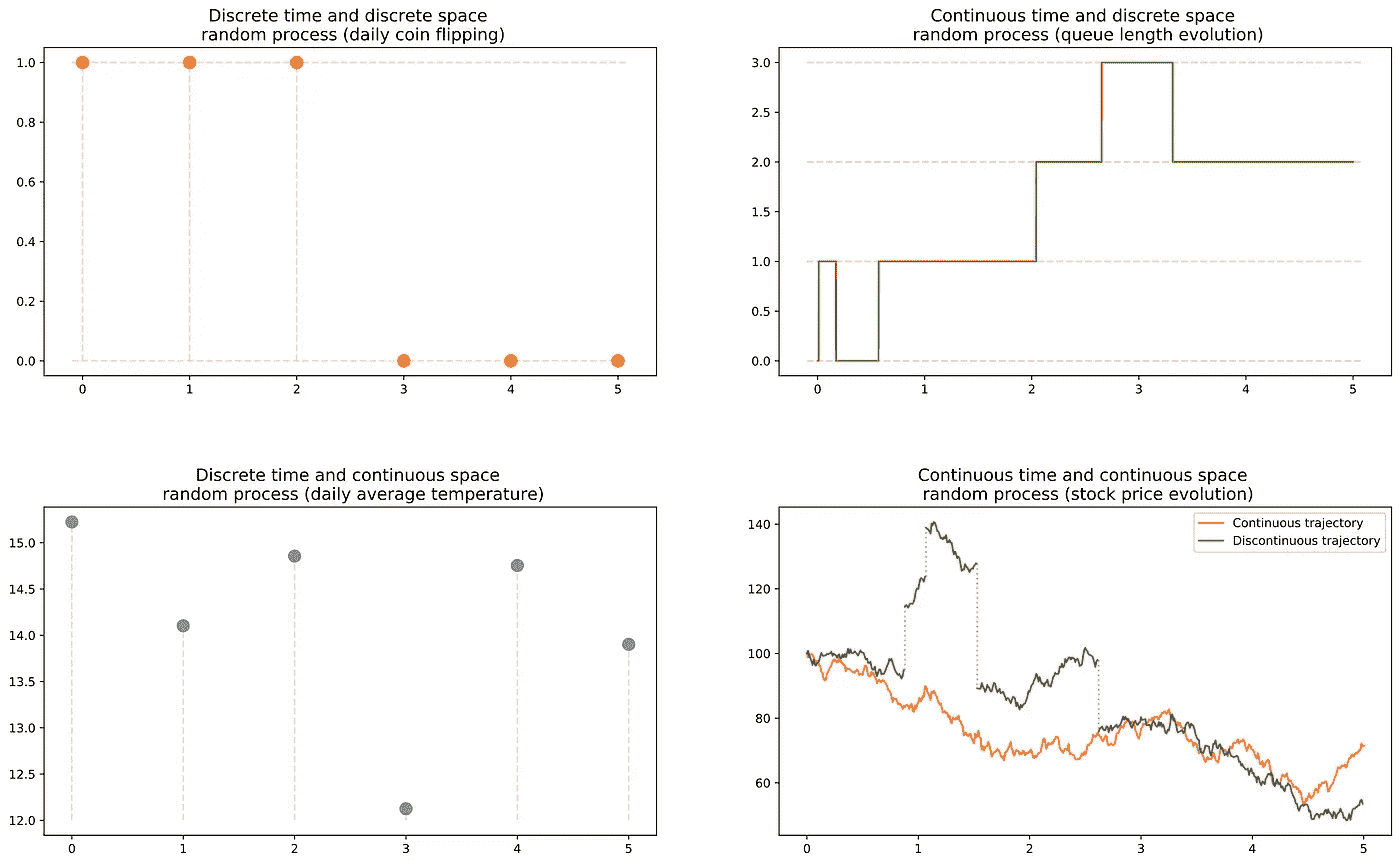 Discrete time and discrete space
random process (daily coin flipping)
1.0
0.8
0.6
0.4
0.2
0.0
0 1 2 3 4 5
Continuous time and discrete space
random process (queue length evolution)
3.0
2.5
2.0
1.5
1.0
0.5
0.0
0 1 2 3 4 5
Discrete time and continuous space
random process (daily average temperature)
15.0
14.5
14.0
13.5
13.0
12.5
12.0
0 1 2 3 4 5
Continuous time and continuous space
random process (stock price evolution)
Continuous trajectory
Discontinuous trajectory
140
120
100
80
60
0 1 2 3 4 5